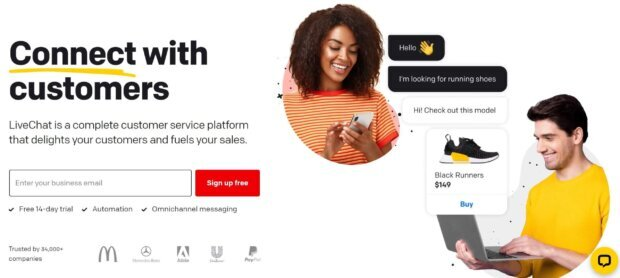 Connect with
customers
LiveChat is a complete customer service platform
that delights your customers and fuels your sales.
Enter your business email
Sign up free
Free 14-day trial
Automation
Omnichannel messaging
Trusted by 34,000+
companies
Mercedes-Benz
Adobe
Unilever
PayPal
Hello 👋
I'm looking for running shoes
Hi! Check out this model
Black Runners
$149
Buy